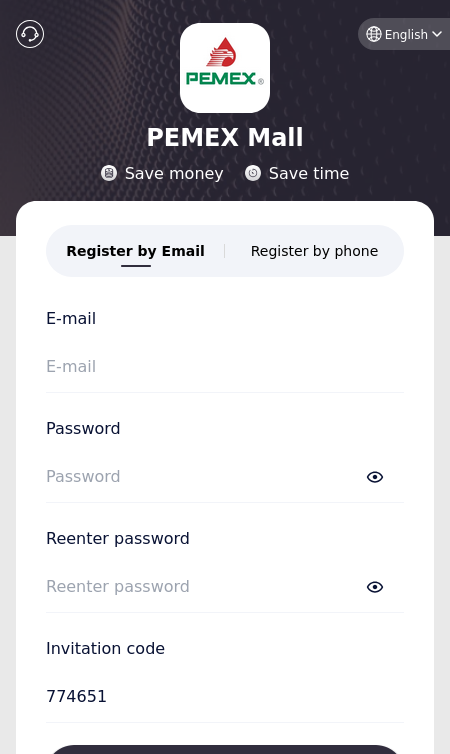 English
PEMEX®
PEMEX Mall
Save money Save time
Register by Email Register by phone
E-mail
E-mail
Password
Password
Reenter password
Reenter password
Invitation code
774651